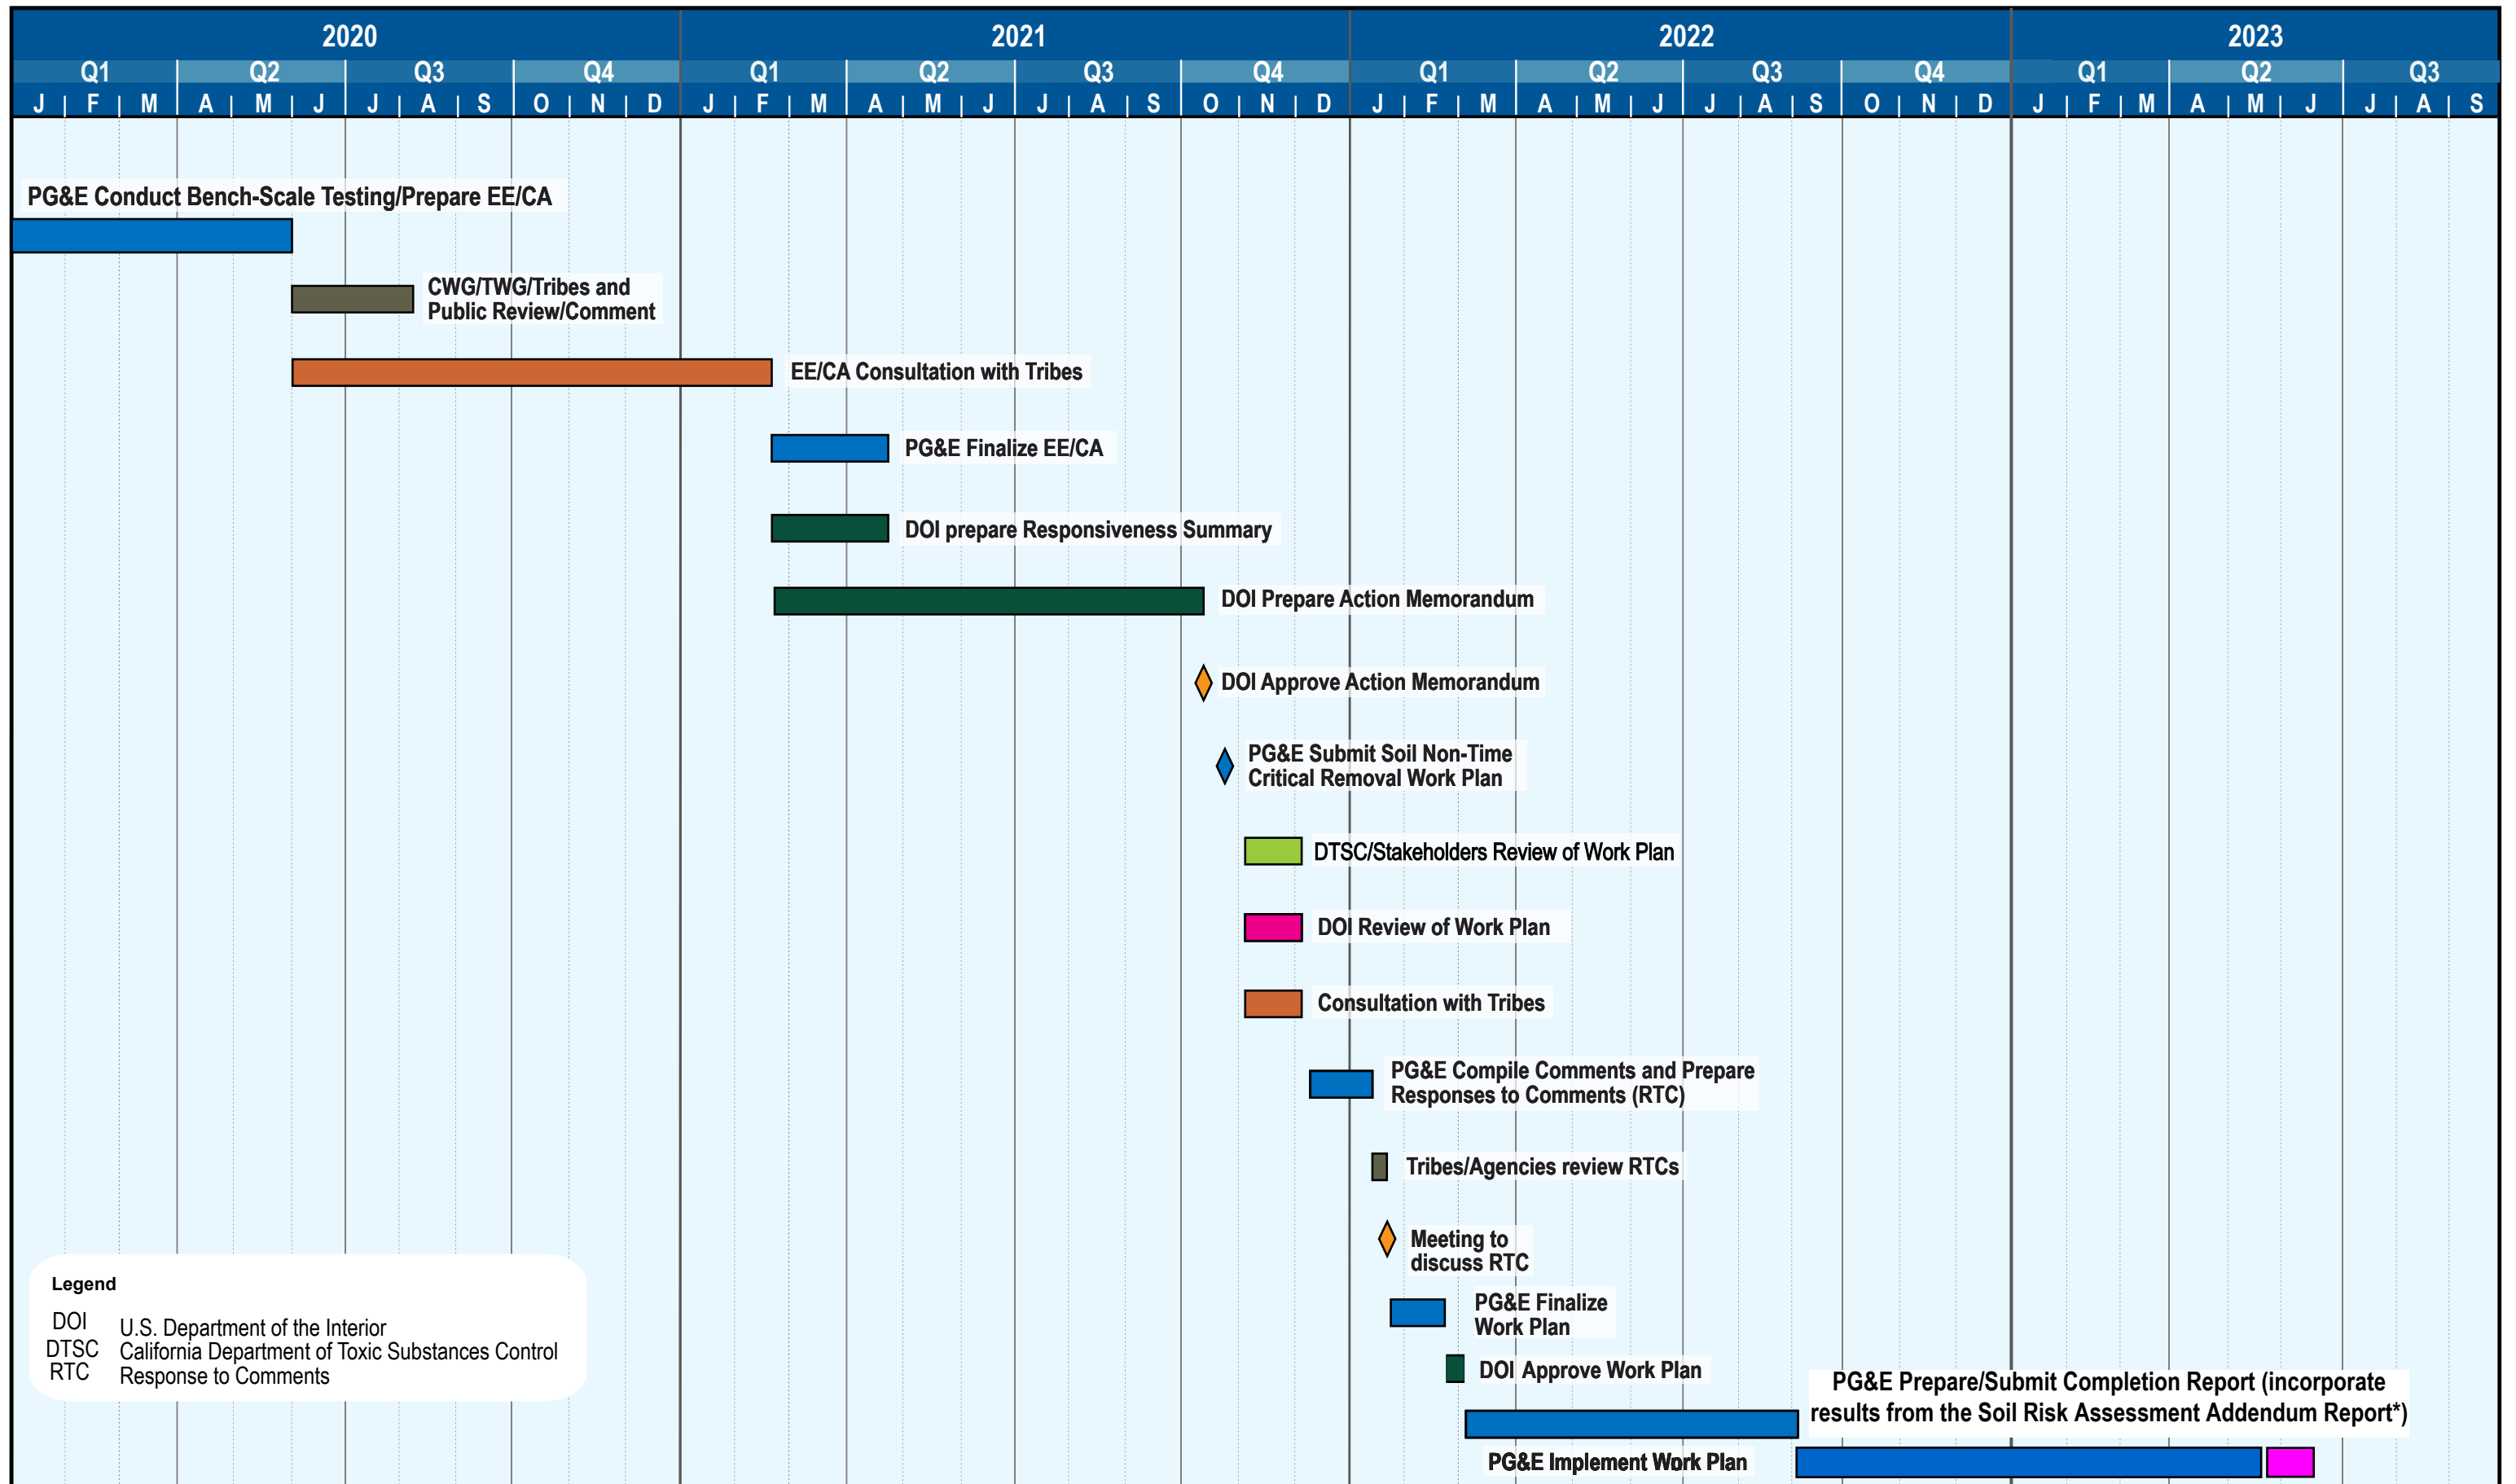 2020 2021 2022 2023
Q1 Q2 Q3 Q4 Q1 Q2 Q3 Q4 Q1 Q2 Q3 Q4 Q1 Q2 Q3
J F M A M J J A S O N D J F M A M J J A S O N D J F M A M J J A S O N D J F M A M J J A S
PG&E Conduct Bench-Scale Testing/Prepare EE/CA
CWG/TWG/Tribes and
Public Review/Comment
EE/CA Consultation with Tribes
PG&E Finalize EE/CA
DOI prepare Responsiveness Summary
DOI Prepare Action Memorandum
DOI Approve Action Memorandum
PG&E Submit Soil Non-Time
Critical Removal Work Plan
DTSC/Stakeholders Review of Work Plan
DOI Review of Work Plan
Consultation with Tribes
PG&E Compile Comments and Prepare
Responses to Comments (RTC)
Tribes/Agencies review RTCs
Meeting to
discuss RTC
PG&E Finalize
Work Plan
DOI Approve Work Plan
PG&E Prepare/Submit Completion Report (incorporate
results from the Soil Risk Assessment Addendum Report*)
PG&E Implement Work Plan
Legend
DOI U.S. Department of the Interior
DTSC California Department of Toxic Substances Control
RTC Response to Comments